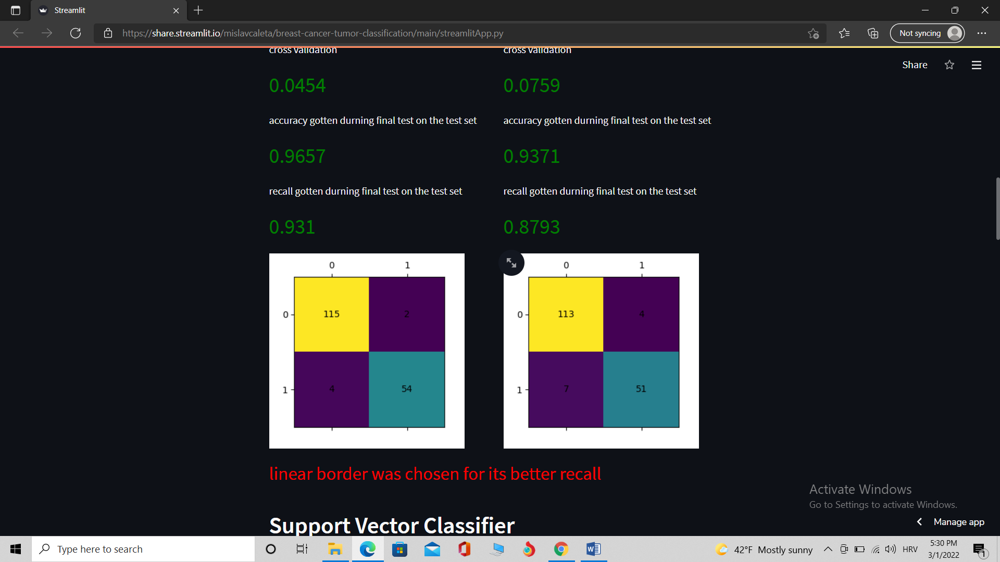 Streamlit
https://share.streamlit.io/mislavcaleta/breast-cancer-tumor-classification/main/streamlitApp.py
Not syncing
cross validation
cross validation
Share
0.0454
0.0759
accuracy gotten durning final test on the test set
accuracy gotten durning final test on the test set
0.9657
0.9371
recall gotten durning final test on the test set
recall gotten durning final test on the test set
0.931
0.8793
0 1
0 115 2
1 4 54
0 1
0 113 4
1 7 51
linear border was chosen for its better recall
Activate Windows
Go to Settings to activate Windows.
Support Vector Classifier
Manage app
Type here to search
42°F Mostly sunny
HRV
5:30 PM
3/1/2022
1